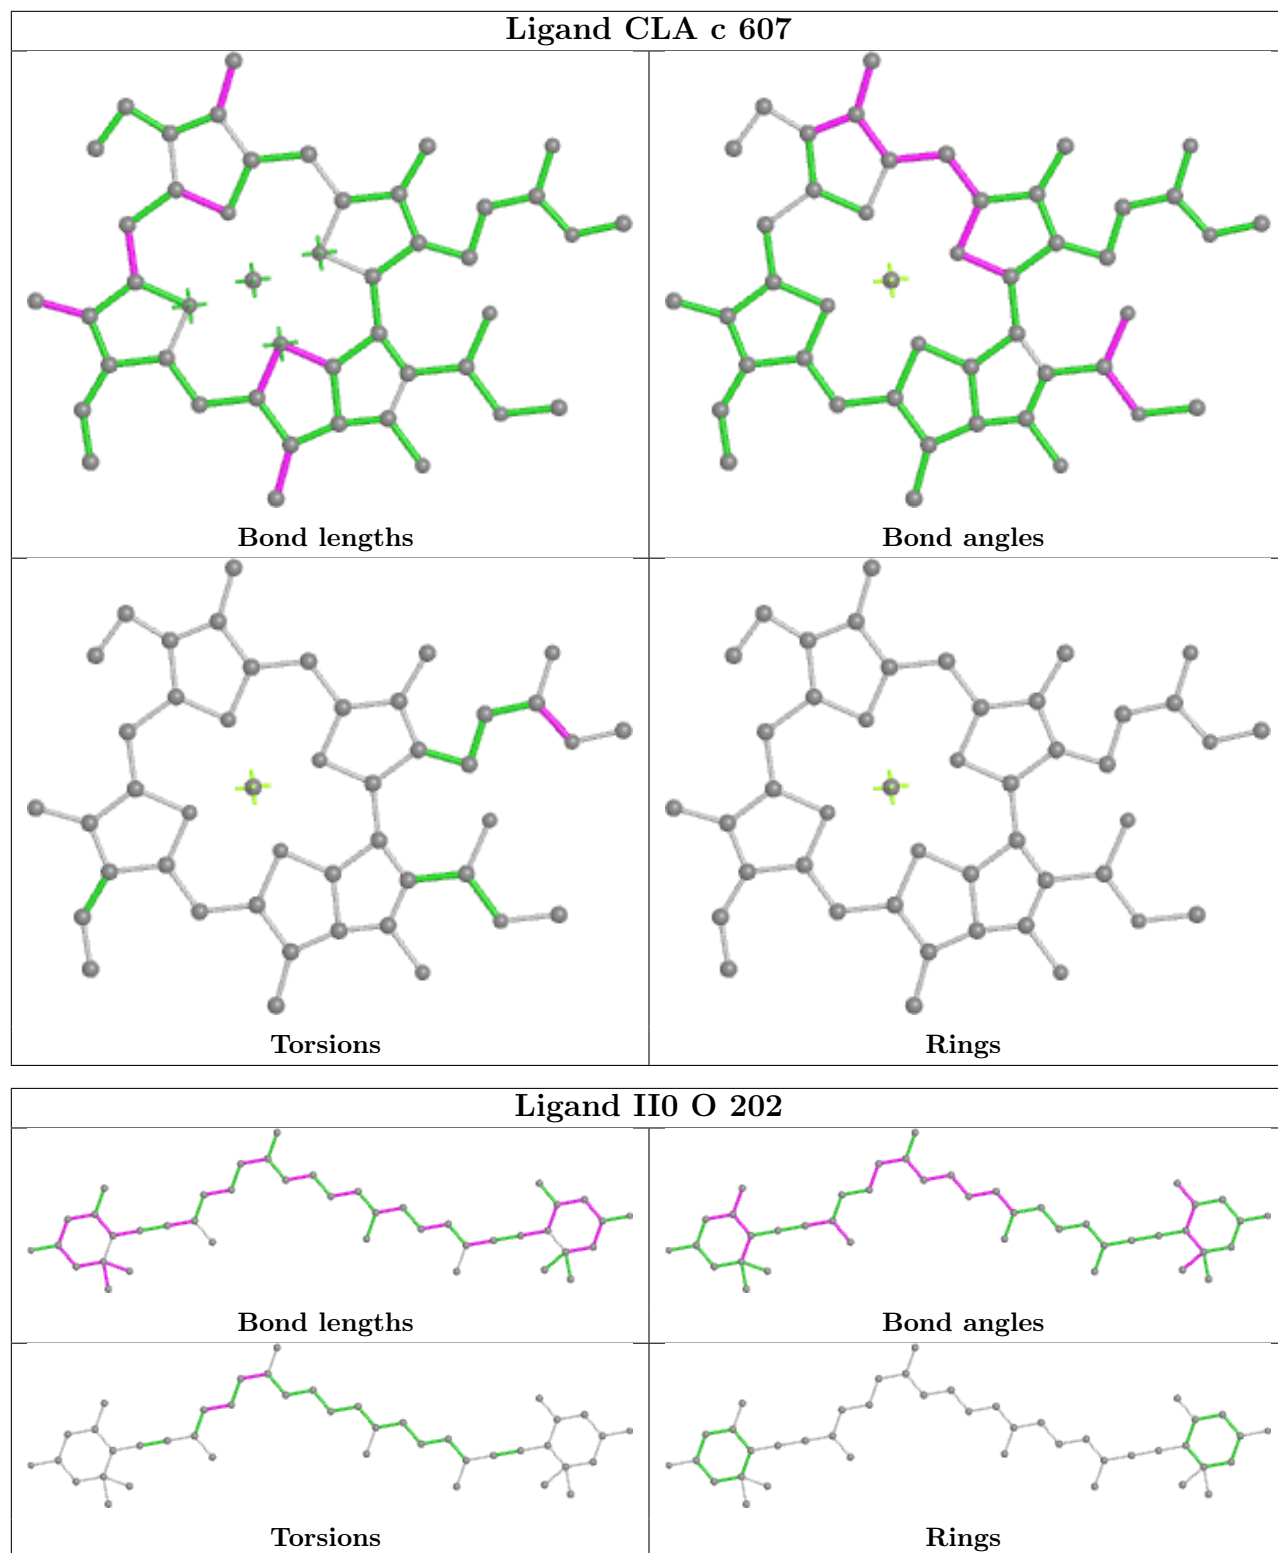 Ligand CLA c 607
Bond lengths
Bond angles
Torsions
Rings
Ligand II0 O 202
Bond lengths
Bond angles
Torsions
Rings